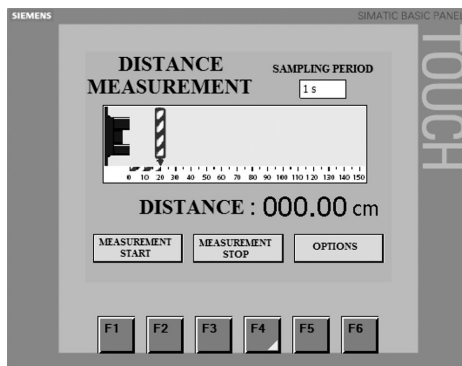 SIEMENS
SIMATIC BASIC PANEL
TOUCH
DISTANCE
MEASUREMENT
SAMPLING PERIOD
1 s
0 10 20 30 40 50 60 70 80 90 100 110 120 130 140 150
DISTANCE : 000.00 cm
MEASUREMENT
START
MEASUREMENT
STOP
OPTIONS
F1 F2 F3 F4 F5 F6